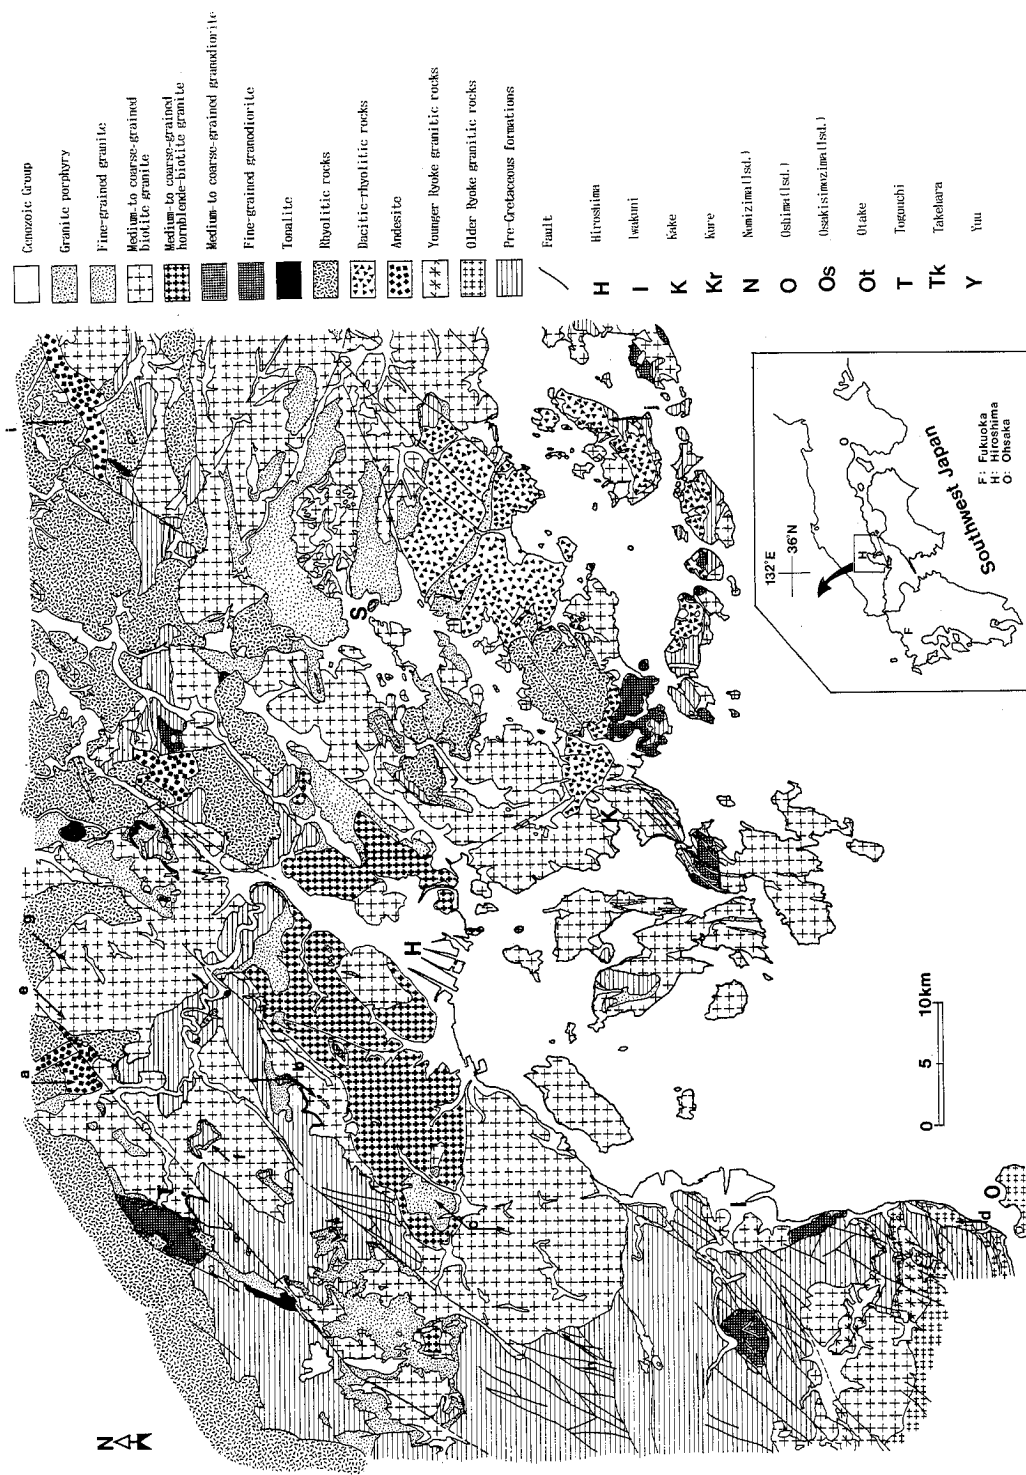 Cenozoic Group
Granite porphyry
Fine-grained granite
Medium-to coarse-grained
biotite granite
Medium-to coarse-grained
hornblende-biotite granite
Medium-to coarse-grained granodiorite
Fine-grained granodiorite
Tonalite
Rhyolitic rocks
Dacitic-rhyolitic rocks
Andesite
Younger Ryoke granitic rocks
Older Ryoke granitic rocks
Pre-Cretaceous formations
Fault
H Hiroshima
I Iwakuni
K Kake
Kr Kure
N Nomizima(Isd.)
O Oshima(Isd.)
Os Osakisimozima(Isd.)
Ot Otake
T Togouchi
Tk Takehara
Y Yuu
N
a
e
g
i
T
f
b
c
H
S
K
j
I
O
d
0 5 10km
132°E
36°N
H
F
O
Southwest Japan
F: Fukuoka
H: Hiroshima
O: Ohsaka